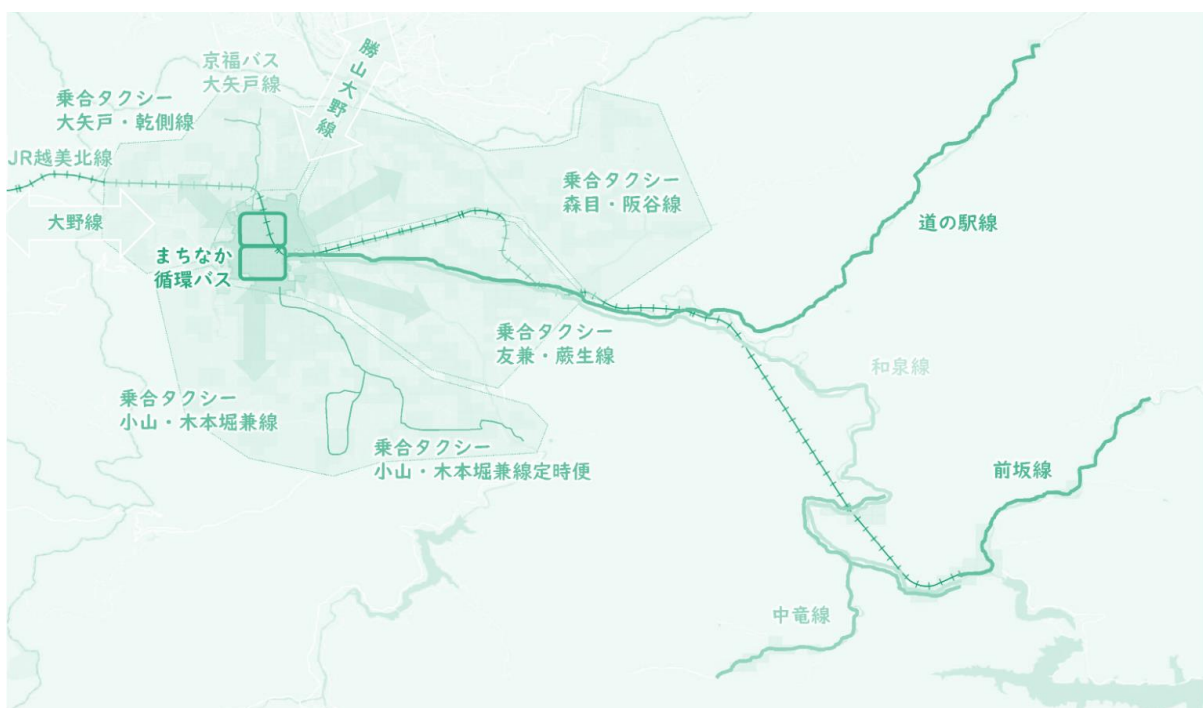 京福バス
大矢戸線
勝山大野線
乗合タクシー
大矢戸・乾側線
JR越美北線
大野線
まちなか
循環バス
乗合タクシー
森目・阪谷線
道の駅線
乗合タクシー
友兼・蕨生線
和泉線
乗合タクシー
小山・木本堀兼線
乗合タクシー
小山・木本堀兼線定時便
前坂線
中竜線